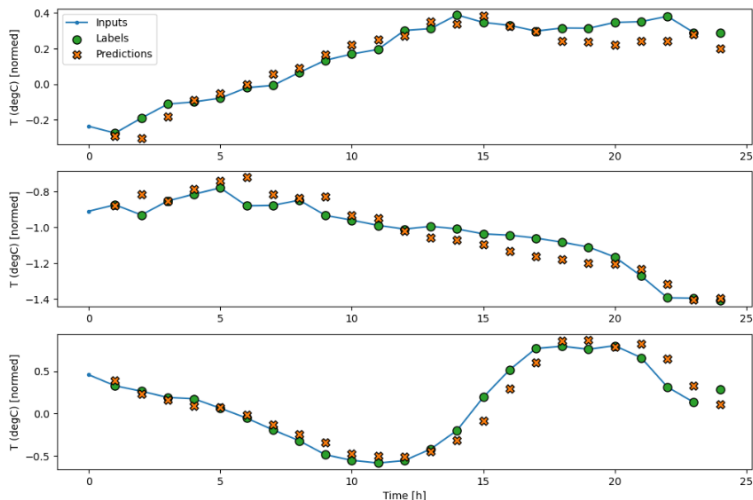 Inputs
Labels
Predictions
T (degC) [normed]
0.4
0.2
0.0
−0.2
0 5 10 15 20 25
T (degC) [normed]
−0.8
−1.0
−1.2
−1.4
0 5 10 15 20 25
T (degC) [normed]
0.5
0.0
−0.5
0 5 10 15 20 25
Time [h]